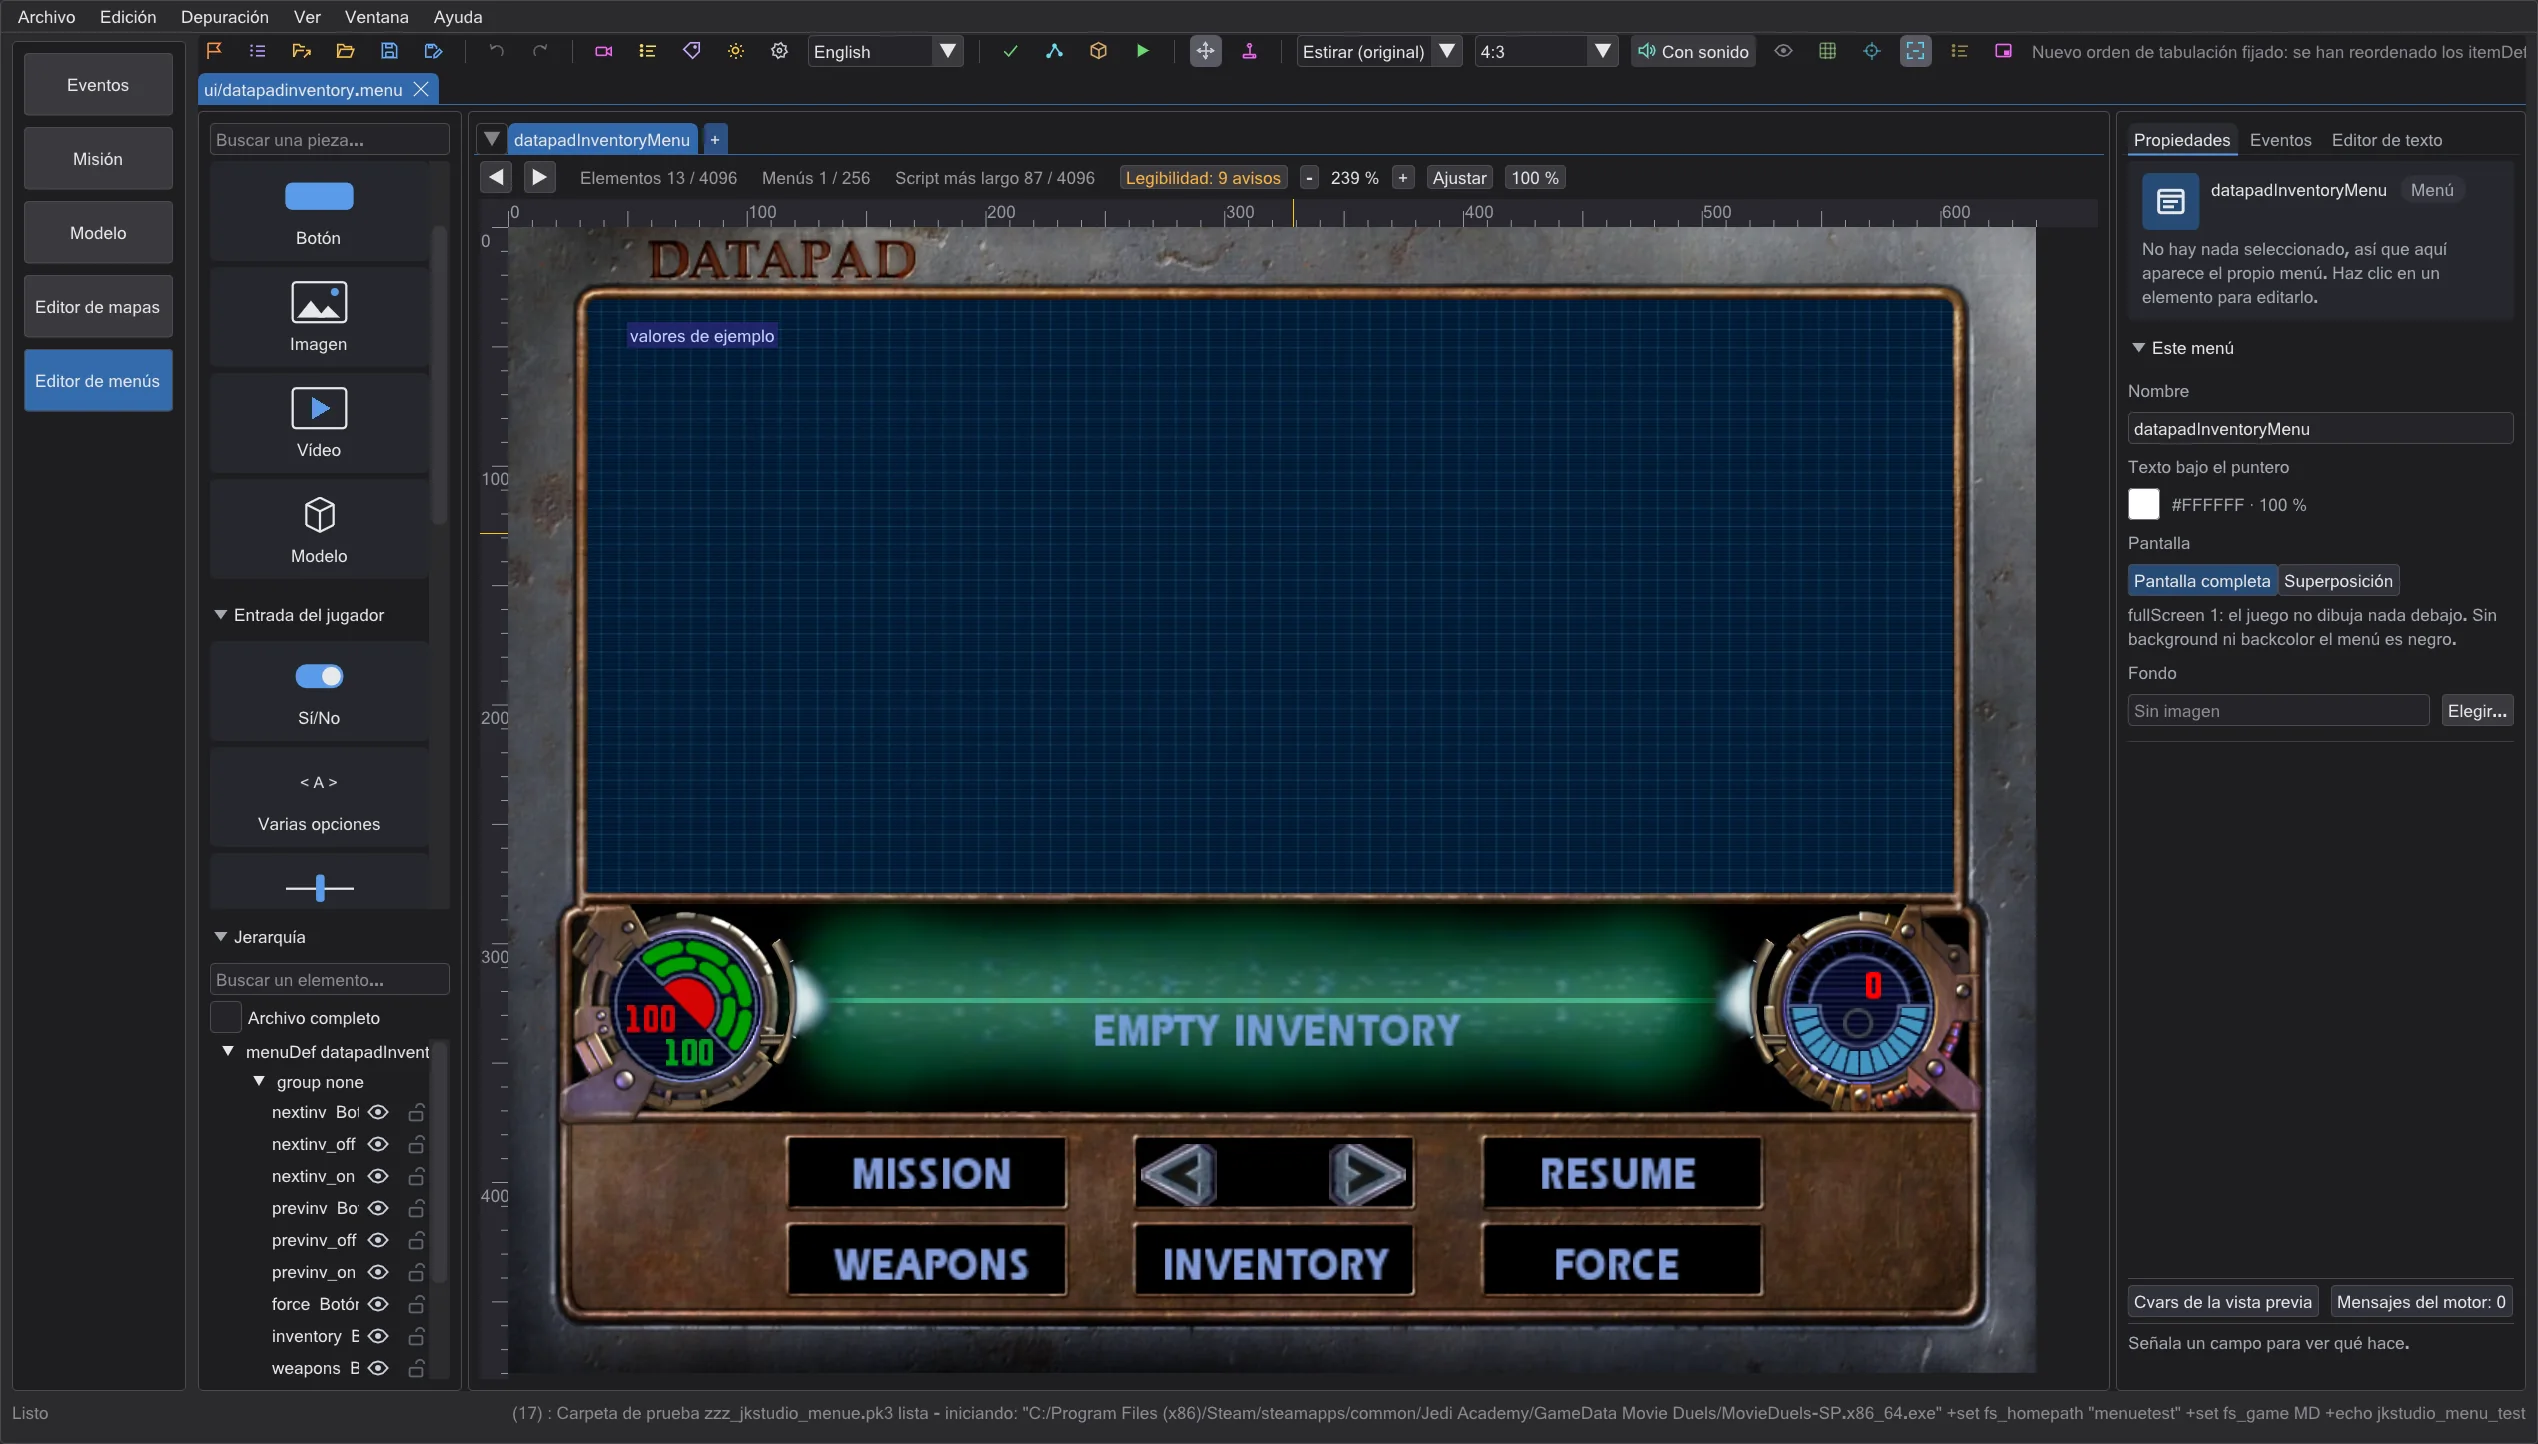 Archivo Edición Depuración Ver Ventana Ayuda
English
Estirar (original)
4:3
Con sonido
Nuevo orden de tabulación fijado: se han reordenado los itemDef
Eventos
Misión
Modelo
Editor de mapas
Editor de menús
ui/datapadinventory.menu
Buscar una pieza...
Botón
Imagen
Vídeo
Modelo
Entrada del jugador
Sí/No
< A >
Varias opciones
Jerarquía
Buscar un elemento...
Archivo completo
menuDef datapadInvent
group none
nextinv Bot
nextinv_off
nextinv_on
previnv Bo
previnv_off
previnv_on
force Botón
inventory B
weapons B
datapadInventoryMenu +
Elementos 13 / 4096 Menús 1 / 256 Script más largo 87 / 4096 Legibilidad: 9 avisos - 239 % + Ajustar 100 %
0 100 200 300 400 500 600
0
100
200
300
400
DATAPAD
valores de ejemplo
100
100
EMPTY INVENTORY
0
MISSION
RESUME
WEAPONS
INVENTORY
FORCE
Propiedades Eventos Editor de texto
datapadInventoryMenu Menú
No hay nada seleccionado, así que aquí
aparece el propio menú. Haz clic en un
elemento para editarlo.
Este menú
Nombre
datapadInventoryMenu
Texto bajo el puntero
#FFFFFF · 100 %
Pantalla
Pantalla completa Superposición
fullScreen 1: el juego no dibuja nada debajo. Sin
background ni backcolor el menú es negro.
Fondo
Sin imagen Elegir...
Cvars de la vista previa Mensajes del motor: 0
Señala un campo para ver qué hace.
Listo
(17) : Carpeta de prueba zzz_jkstudio_menue.pk3 lista - iniciando: "C:/Program Files (x86)/Steam/steamapps/common/Jedi Academy/GameData Movie Duels/MovieDuels-SP.x86_64.exe" +set fs_homepath "menuetest" +set fs_game MD +echo jkstudio_menu_test